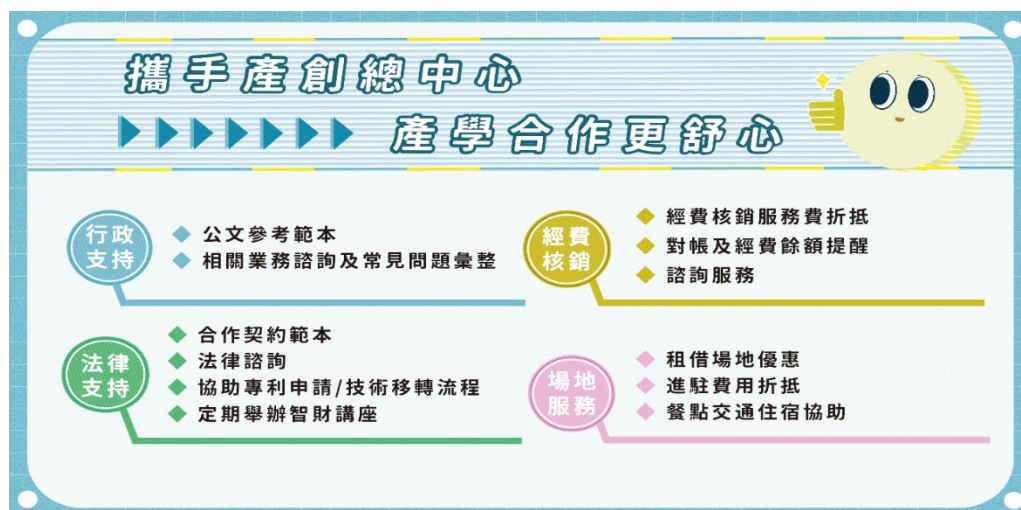 攜手產創總中心
產學合作更舒心
行政
支持
公文參考範本
相關業務諮詢及常見問題彙整
經費
核銷
經費核銷服務費折抵
對帳及經費餘額提醒
諮詢服務
法律
支持
合作契約範本
法律諮詢
協助專利申請/技術移轉流程
定期舉辦智財講座
場地
服務
租借場地優惠
進駐費用折抵
餐點交通住宿協助